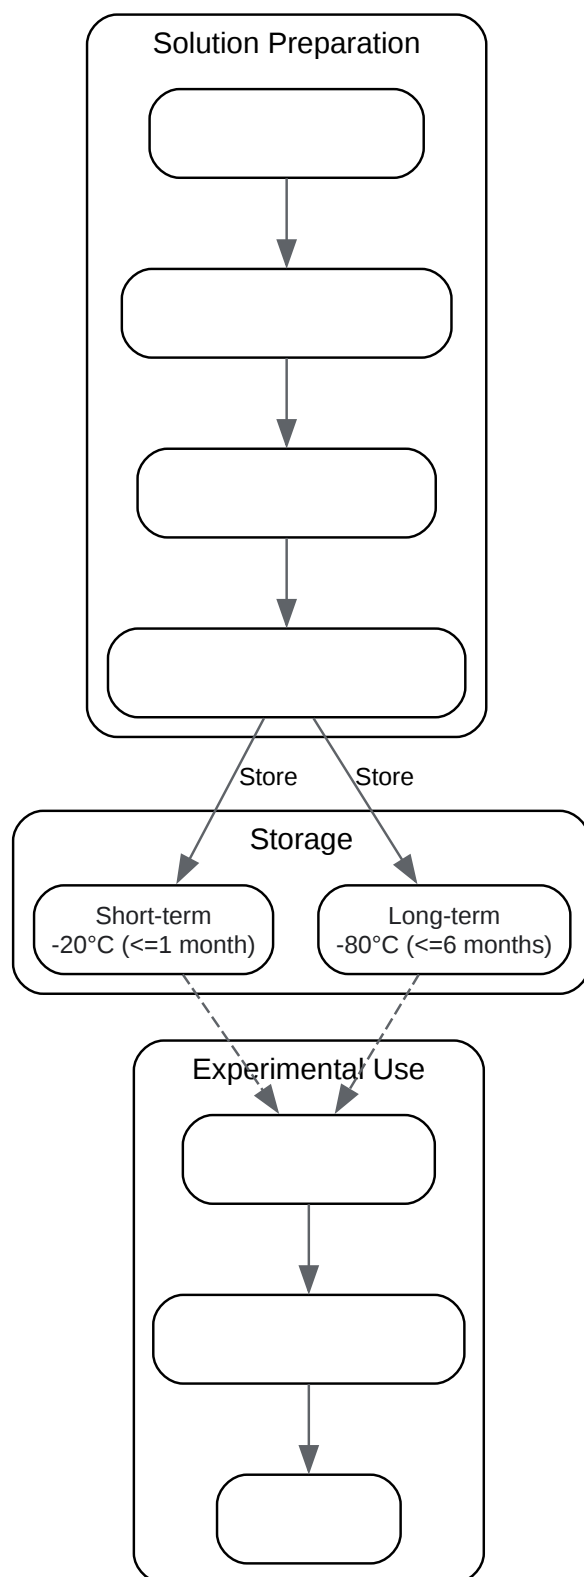 Solution Preparation
Store
Store
Storage
Short-term
-20°C (<=1 month)
Long-term
-80°C (<=6 months)
Experimental Use